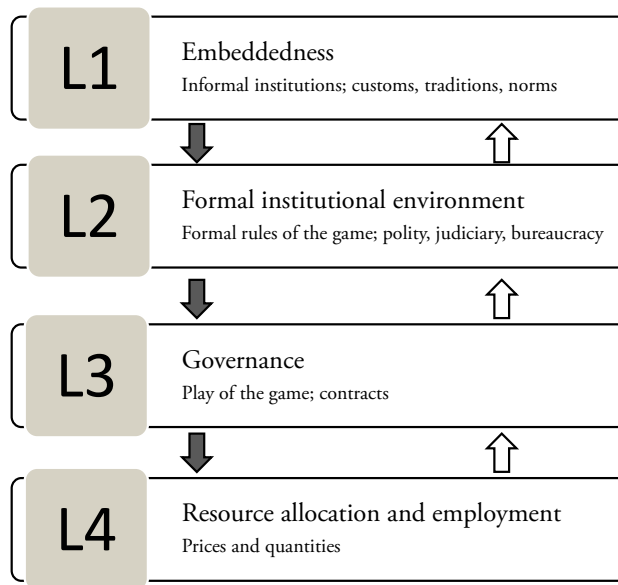 L1
Embeddedness
Informal institutions; customs, traditions, norms
L2
Formal institutional environment
Formal rules of the game; polity, judiciary, bureaucracy
L3
Governance
Play of the game; contracts
L4
Resource allocation and employment
Prices and quantities